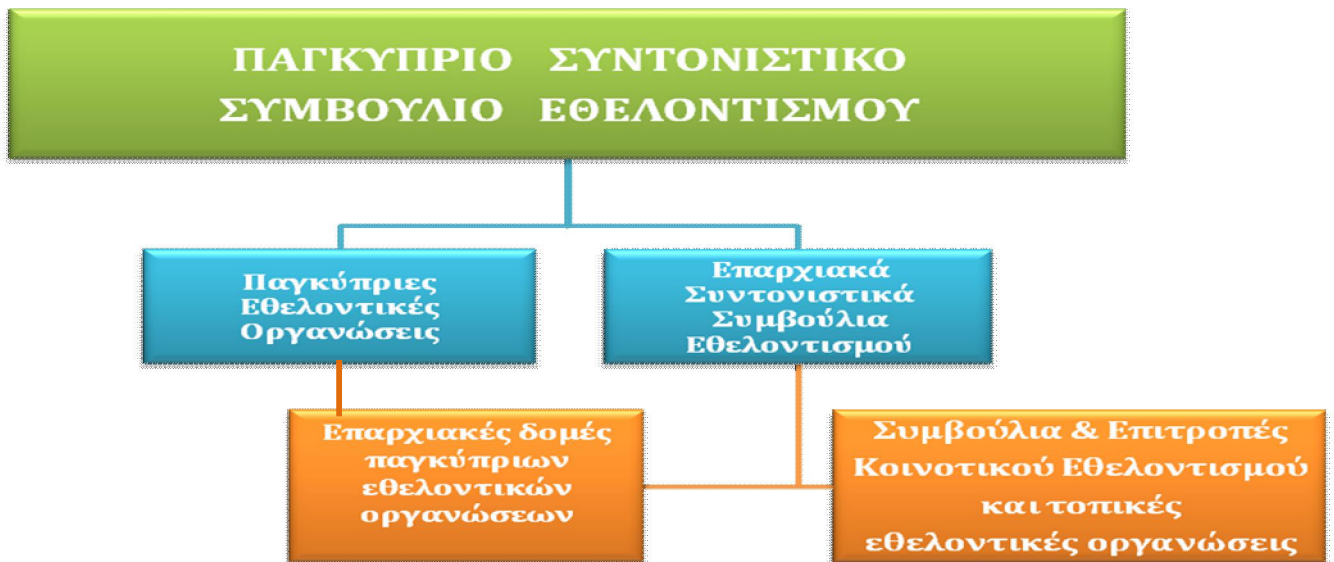 ΠΑΓΚΥΠΡΙΟ ΣΥΝΤΟΝΙΣΤΙΚΟ
ΣΥΜΒΟΥΛΙΟ ΕΘΕΛΟΝΤΙΣΜΟΥ
Παγκύπριες
Εθελοντικές
Οργανώσεις
Επαρχιακά
Συντονιστικά
Συμβούλια
Εθελοντισμού
Επαρχιακές δομές
παγκύπριων
εθελοντικών
οργανώσεων
Συμβούλια & Επιτροπές
Κοινοτικού Εθελοντισμού
και τοπικές
εθελοντικές οργανώσεις